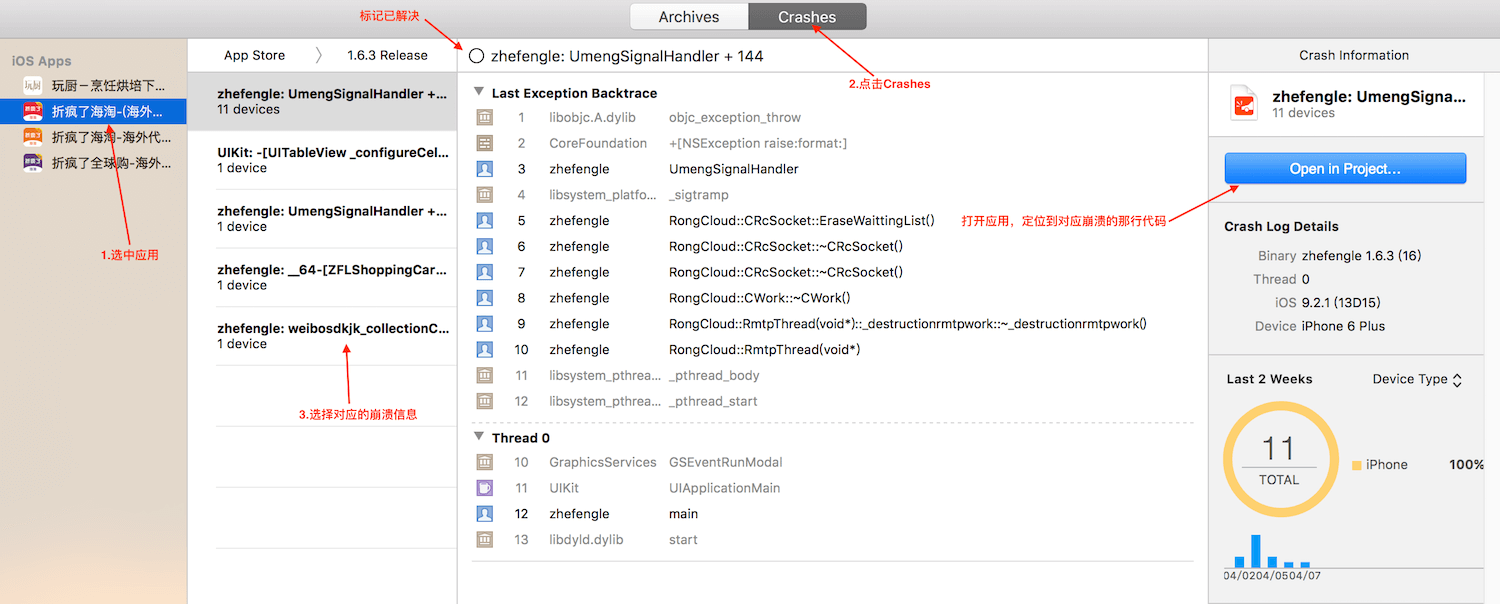 标记已解决
Archives
Crashes
iOS Apps
玩厨－烹饪烘培下...
折疯了海淘-(海外...
折疯了海淘-海外代...
折疯了全球购-海外...
1.选中应用
App Store
1.6.3 Release
zhefengle: UmengSignalHandler +...
11 devices
UIKit: -[UITableView _configureCel...
1 device
zhefengle: UmengSignalHandler +...
1 device
zhefengle: __64-[ZFLShoppingCar...
1 device
zhefengle: weibosdkjk_collectionC...
1 device
3.选择对应的崩溃信息
zhefengle: UmengSignalHandler + 144
2.点击Crashes
Last Exception Backtrace
1 libobjc.A.dylib objc_exception_throw
2 CoreFoundation +[NSException raise:format:]
3 zhefengle UmengSignalHandler
4 libsystem_platfo... _sigtramp
5 zhefengle RongCloud::CRcSocket::EraseWaittingList()
6 zhefengle RongCloud::CRcSocket::~CRcSocket()
7 zhefengle RongCloud::CRcSocket::~CRcSocket()
8 zhefengle RongCloud::CWork::~CWork()
9 zhefengle RongCloud::RmtpThread(void*)::_destructionrmtpwork::~_destructionrmtpwork()
10 zhefengle RongCloud::RmtpThread(void*)
11 libsystem_pthrea... _pthread_body
12 libsystem_pthrea... _pthread_start
打开应用，定位到对应崩溃的那行代码
Thread 0
10 GraphicsServices GSEventRunModal
11 UIKit UIApplicationMain
12 zhefengle main
13 libdyld.dylib start
Crash Information
zhefengle: UmengSigna...
11 devices
Open in Project...
Crash Log Details
Binary zhefengle 1.6.3 (16)
Thread 0
iOS 9.2.1 (13D15)
Device iPhone 6 Plus
Last 2 Weeks
Device Type
11
TOTAL
iPhone 100%
04/02 04/05 04/07